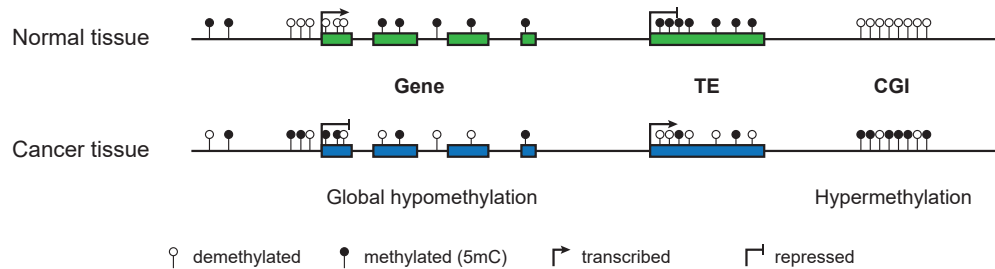 Normal tissue
Gene TE CGI
Cancer tissue
Global hypomethylation Hypermethylation
demethylated methylated (5mC) transcribed repressed